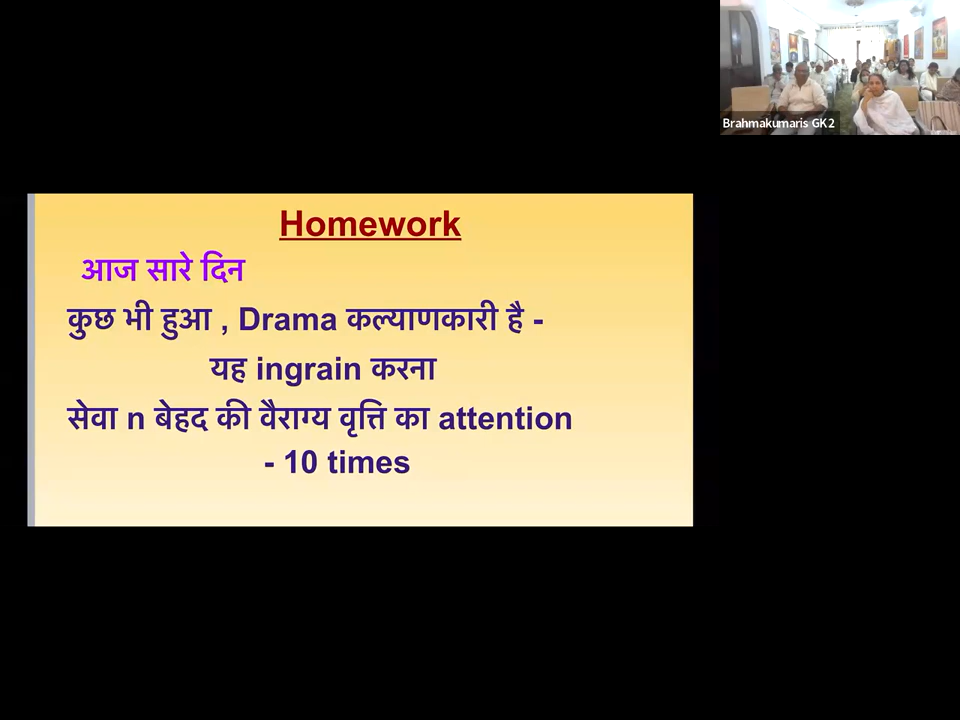 Brahmakumaris GK2
Homework
आज सारे दिन
कुछ भी हुआ , Drama कल्याणकारी है -
यह ingrain करना
सेवा n बेहद की वैराग्य वृत्ति का attention
- 10 times